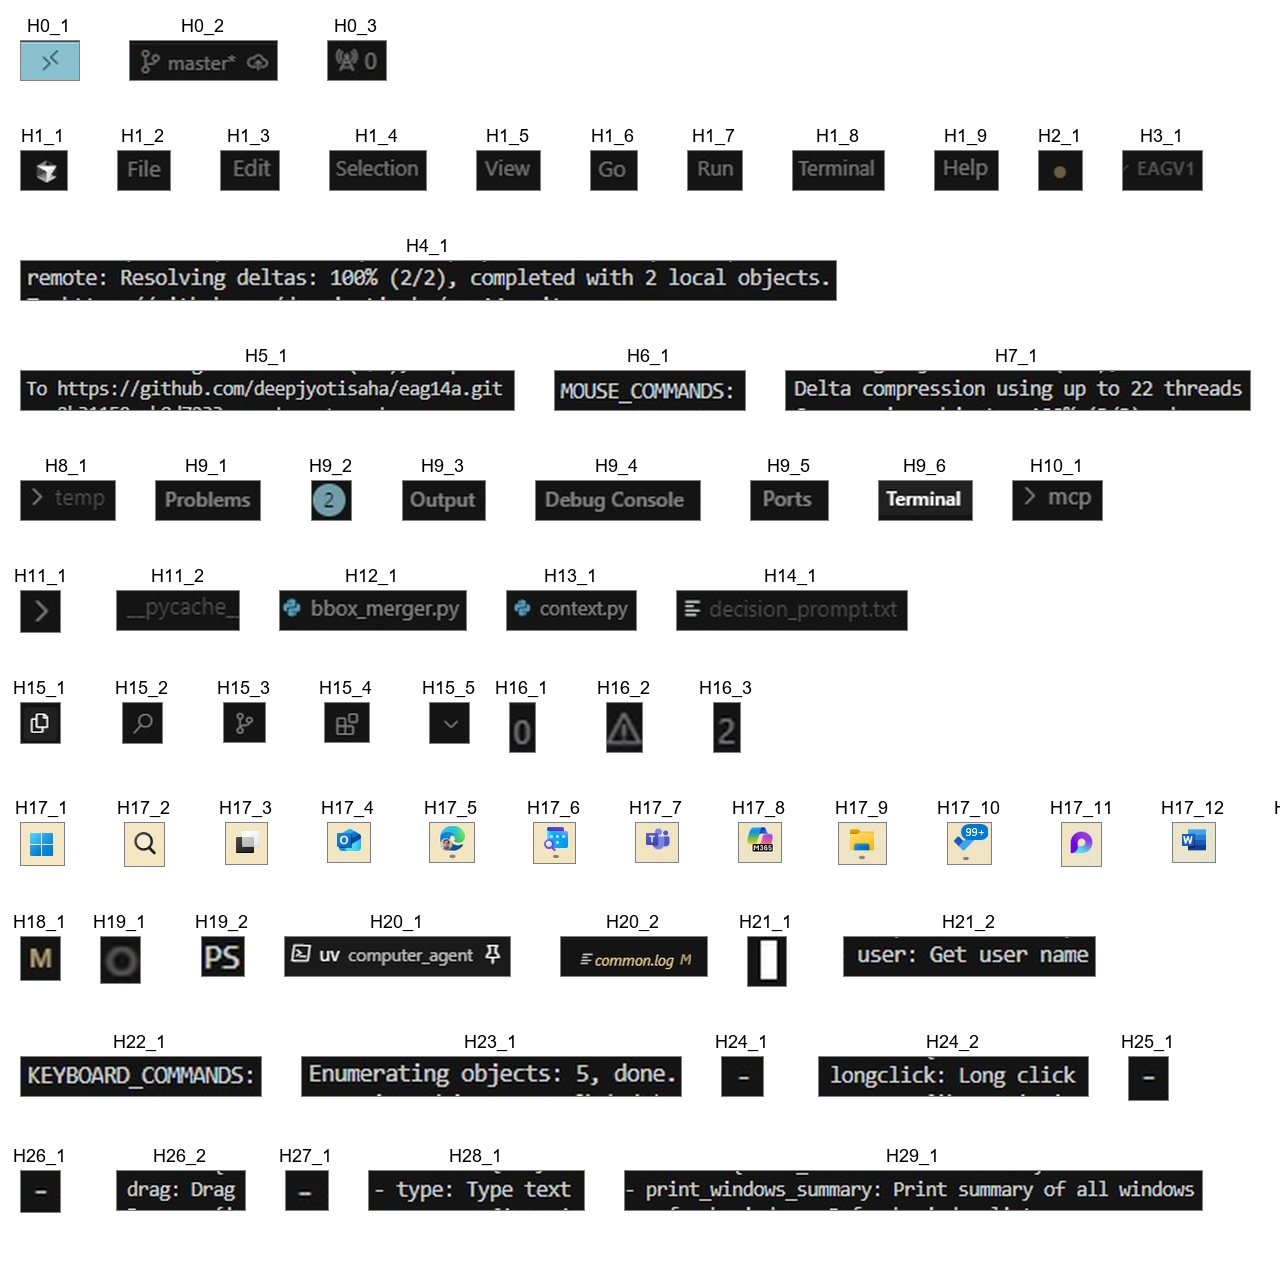 H0_1 H0_2 H0_3
master* 0
H1_1 H1_2 H1_3 H1_4 H1_5 H1_6 H1_7 H1_8 H1_9 H2_1 H3_1
File Edit Selection View Go Run Terminal Help EAGV1
H4_1
remote: Resolving deltas: 100% (2/2), completed with 2 local objects.
H5_1 H6_1 H7_1
To https://github.com/deepjyotisaha/eag14a.git MOUSE_COMMANDS: Delta compression using up to 22 threads
H8_1 H9_1 H9_2 H9_3 H9_4 H9_5 H9_6 H10_1
> temp Problems 2 Output Debug Console Ports Terminal > mcp
H11_1 H11_2 H12_1 H13_1 H14_1
> __pycache__ bbox_merger.py context.py decision_prompt.txt
H15_1 H15_2 H15_3 H15_4 H15_5 H16_1 H16_2 H16_3
0 2
H17_1 H17_2 H17_3 H17_4 H17_5 H17_6 H17_7 H17_8 H17_9 H17_10 H17_11 H17_12 H
O T M365 99+ W
H18_1 H19_1 H19_2 H20_1 H20_2 H21_1 H21_2
M PS uv computer_agent common.log M user: Get user name
H22_1 H23_1 H24_1 H24_2 H25_1
KEYBOARD_COMMANDS: Enumerating objects: 5, done. - longclick: Long click -
H26_1 H26_2 H27_1 H28_1 H29_1
- drag: Drag - - type: Type text - print_windows_summary: Print summary of all windows